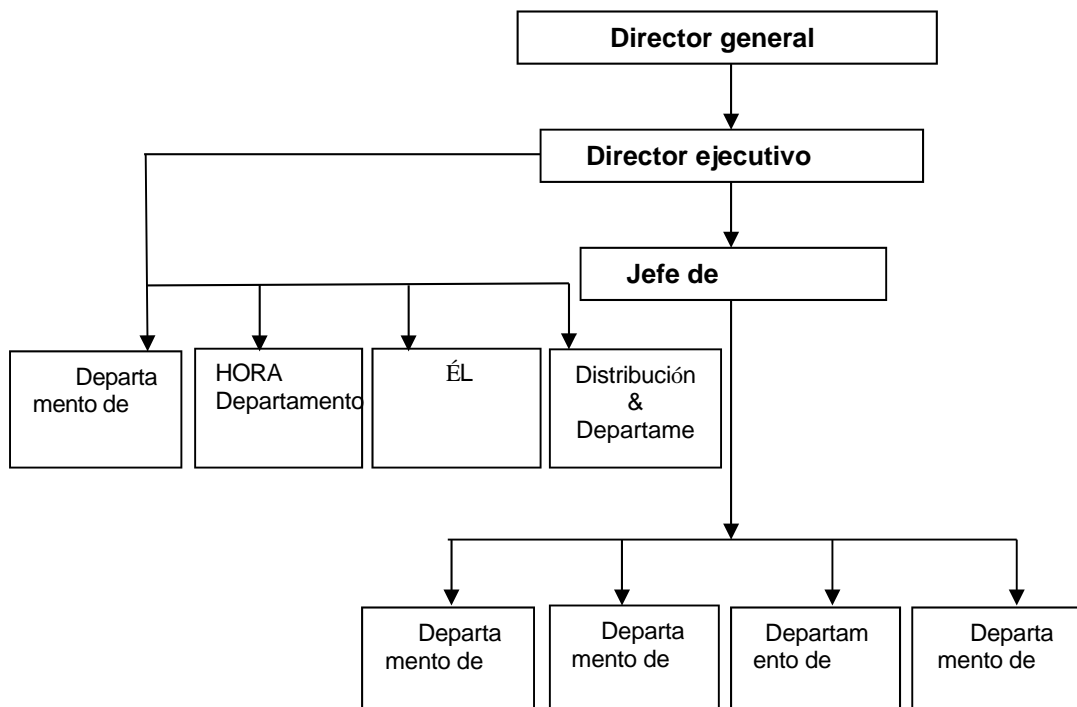 Director general
Director ejecutivo
Jefe de
Departa
mento de
HORA
Departamento
ÉL
Distribución
&
Departame
Departa
mento de
Departa
mento de
Departam
ento de
Departa
mento de